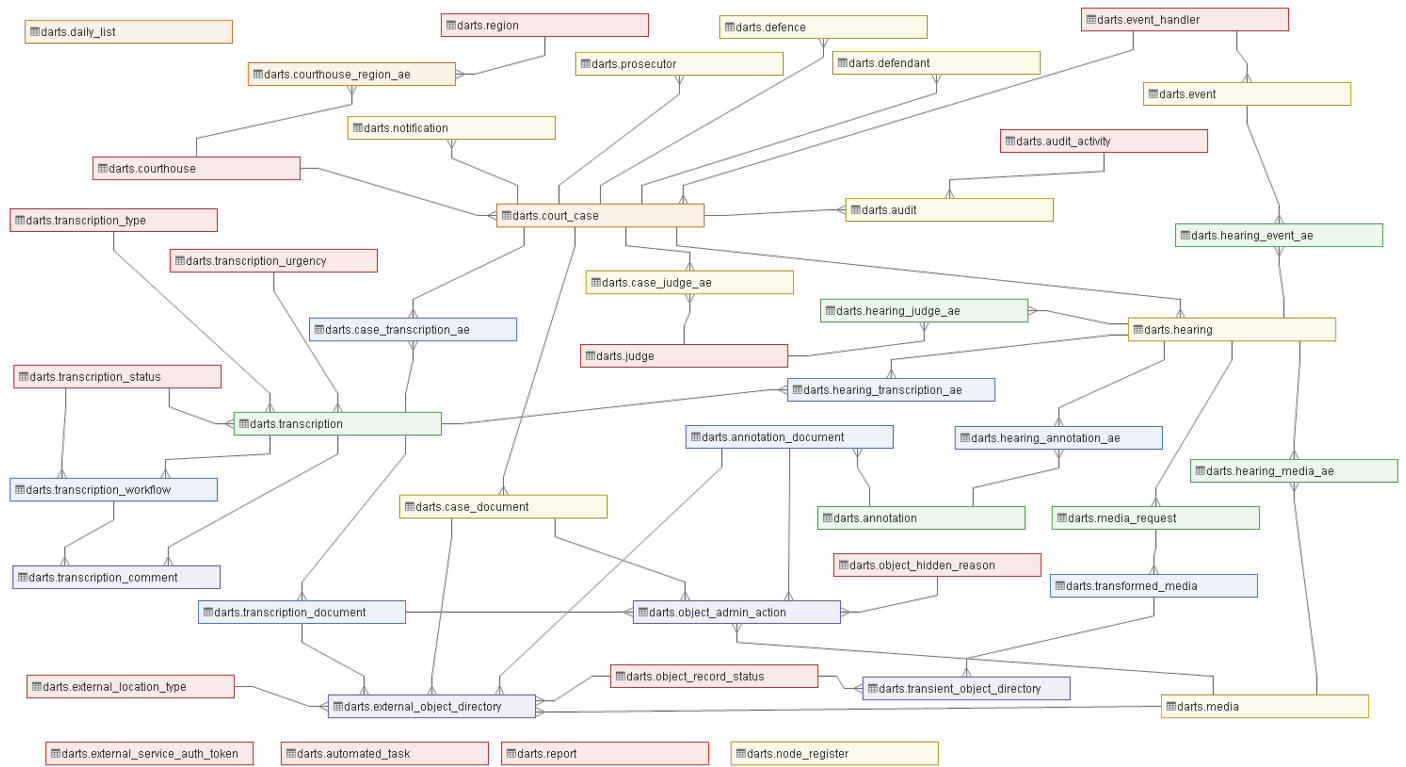 darts.event_handler
darts.region
darts.defence
darts.daily_list
darts.prosecutor
darts.defendant
darts.courthouse_region_ae
darts.event
darts.notification
darts.audit_activity
darts.courthouse
darts.audit
darts.court_case
darts.transcription_type
darts.hearing_event_ae
darts.transcription_urgency
darts.case_judge_ae
darts.hearing_judge_ae
darts.case_transcription_ae
darts.hearing
darts.judge
darts.transcription_status
darts.hearing_transcription_ae
darts.transcription
darts.annotation_document
darts.hearing_annotation_ae
darts.hearing_media_ae
darts.transcription_workflow
darts.case_document
darts.annotation
darts.media_request
darts.object_hidden_reason
darts.transcription_comment
darts.transformed_media
darts.transcription_document
darts.object_admin_action
darts.object_record_status
darts.external_location_type
darts.transient_object_directory
darts.external_object_directory
darts.media
darts.external_service_auth_token
darts.automated_task
darts.report
darts.node_register